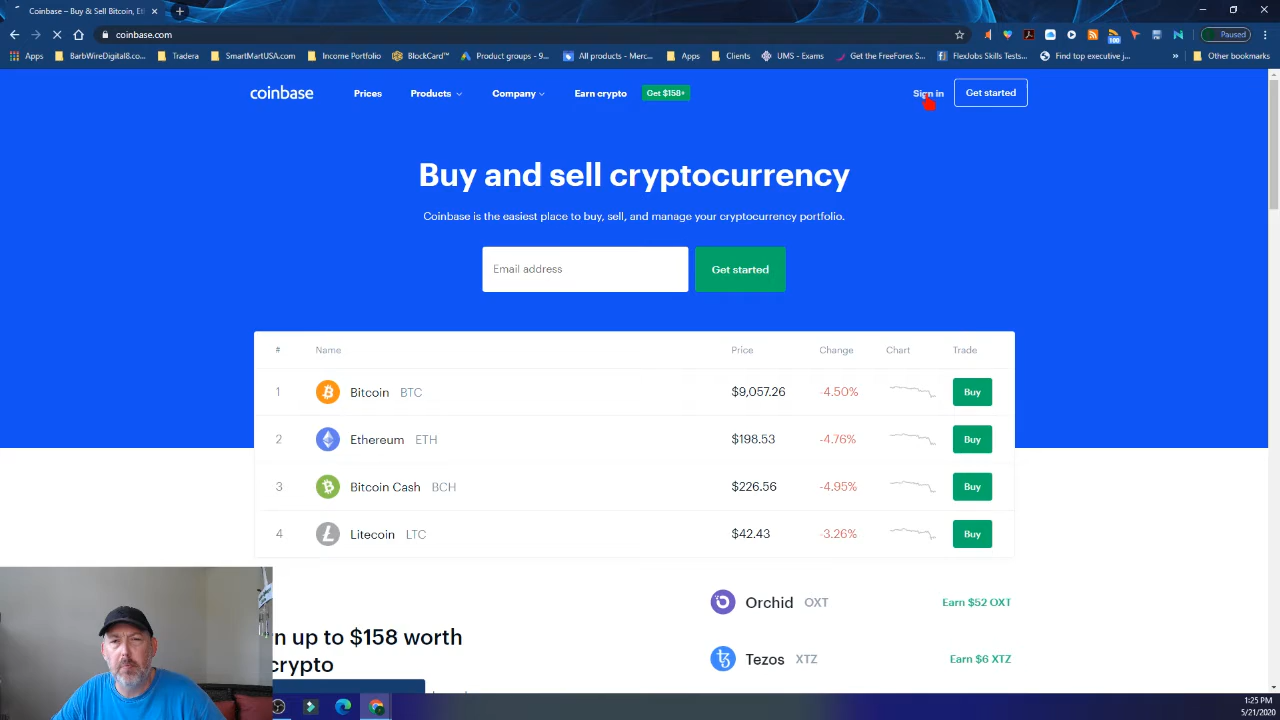 Coinbase – Buy & Sell Bitcoin, Et
coinbase.com
Paused
Apps
BarbWireDigital8.co...
Tradera
SmartMartUSA.com
Income Portfolio
BlockCard™
Product groups - 9...
All products - Merc...
Apps
Clients
UMS - Exams
Get the FreeForex S...
FlexJobs Skills Tests...
Find top executive j...
Other bookmarks
coinbase
Prices
Products
Company
Earn crypto
Get $158+
Sign in
Get started
Buy and sell cryptocurrency
Coinbase is the easiest place to buy, sell, and manage your cryptocurrency portfolio.
Email address
Get started
# Name Price Change Chart Trade
1 Bitcoin BTC $9,057.26 -4.50% Buy
2 Ethereum ETH $198.53 -4.76% Buy
3 Bitcoin Cash BCH $226.56 -4.95% Buy
4 Litecoin LTC $42.43 -3.26% Buy
Orchid OXT Earn $52 OXT
n up to $158 worth
crypto
Tezos XTZ Earn $6 XTZ
1:25 PM
5/21/2020